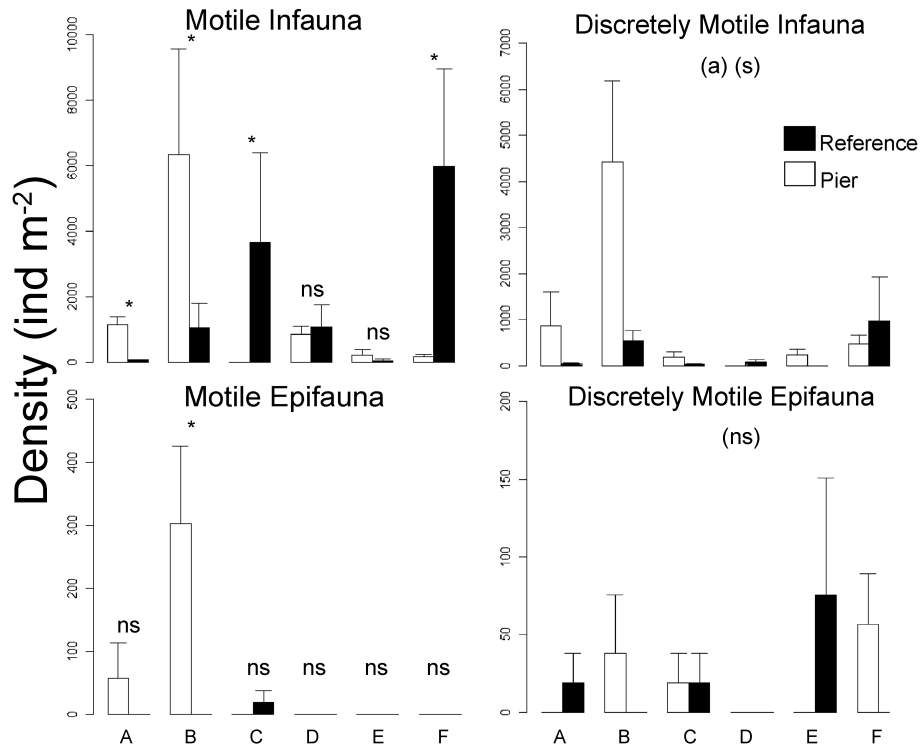 Motile Infauna
10000
8000
6000
4000
2000
0
*
*
*
ns
ns
*
Discretely Motile Infauna
(a) (s)
7000
6000
5000
4000
3000
2000
1000
0
Reference
Pier
Density (ind m-2)
Motile Epifauna
500
400
300
200
100
0
ns
*
ns
ns
ns
ns
A B C D E F
Discretely Motile Epifauna
(ns)
200
150
100
50
0
A B C D E F